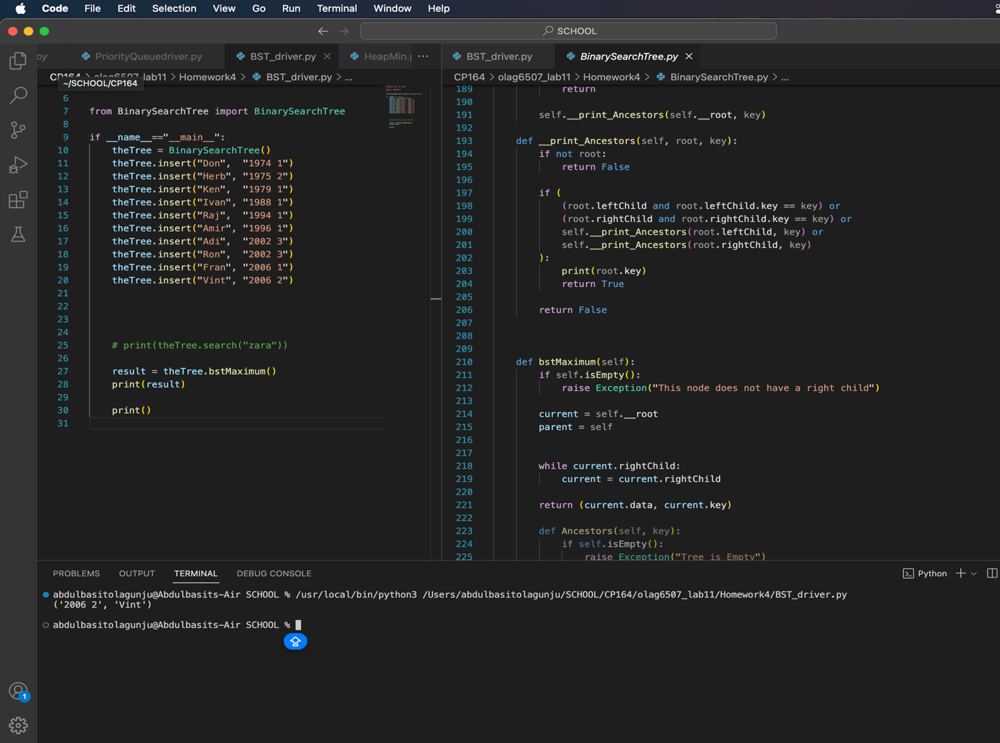 Code File Edit Selection View Go Run Terminal Window Help
SCHOOL
py PriorityQueuedriver.py BST_driver.py HeapMin.p ...
BST_driver.py BinarySearchTree.py
CP164 > olag6507_lab11 > Homework4 > BST_driver.py > ...
~/SCHOOL/CP164
6
7 from BinarySearchTree import BinarySearchTree
8
9 if __name__=="__main__":
10 theTree = BinarySearchTree()
11 theTree.insert("Don", "1974 1")
12 theTree.insert("Herb", "1975 2")
13 theTree.insert("Ken", "1979 1")
14 theTree.insert("Ivan", "1988 1")
15 theTree.insert("Raj", "1994 1")
16 theTree.insert("Amir", "1996 1")
17 theTree.insert("Adi", "2002 3")
18 theTree.insert("Ron", "2002 3")
19 theTree.insert("Fran", "2006 1")
20 theTree.insert("Vint", "2006 2")
21
22
23
24
25 # print(theTree.search("zara"))
26
27 result = theTree.bstMaximum()
28 print(result)
29
30 print()
31
CP164 > olag6507_lab11 > Homework4 > BinarySearchTree.py > ...
189 return
190
191 self.__print_Ancestors(self.__root, key)
192
193 def __print_Ancestors(self, root, key):
194 if not root:
195 return False
196
197 if (
198 (root.leftChild and root.leftChild.key == key) or
199 (root.rightChild and root.rightChild.key == key) or
200 self.__print_Ancestors(root.leftChild, key) or
201 self.__print_Ancestors(root.rightChild, key)
202 ):
203 print(root.key)
204 return True
205
206 return False
207
208
209
210 def bstMaximum(self):
211 if self.isEmpty():
212 raise Exception("This node does not have a right child")
213
214 current = self.__root
215 parent = self
216
217
218 while current.rightChild:
219 current = current.rightChild
220
221 return (current.data, current.key)
222
223 def Ancestors(self, key):
224 if self.isEmpty():
225 raise Exception("Tree is Empty")
PROBLEMS OUTPUT TERMINAL DEBUG CONSOLE
Python
abdulbasitolagunju@Abdulbasits-Air SCHOOL % /usr/local/bin/python3 /Users/abdulbasitolagunju/SCHOOL/CP164/olag6507_lab11/Homework4/BST_driver.py
('2006 2', 'Vint')
abdulbasitolagunju@Abdulbasits-Air SCHOOL %
1